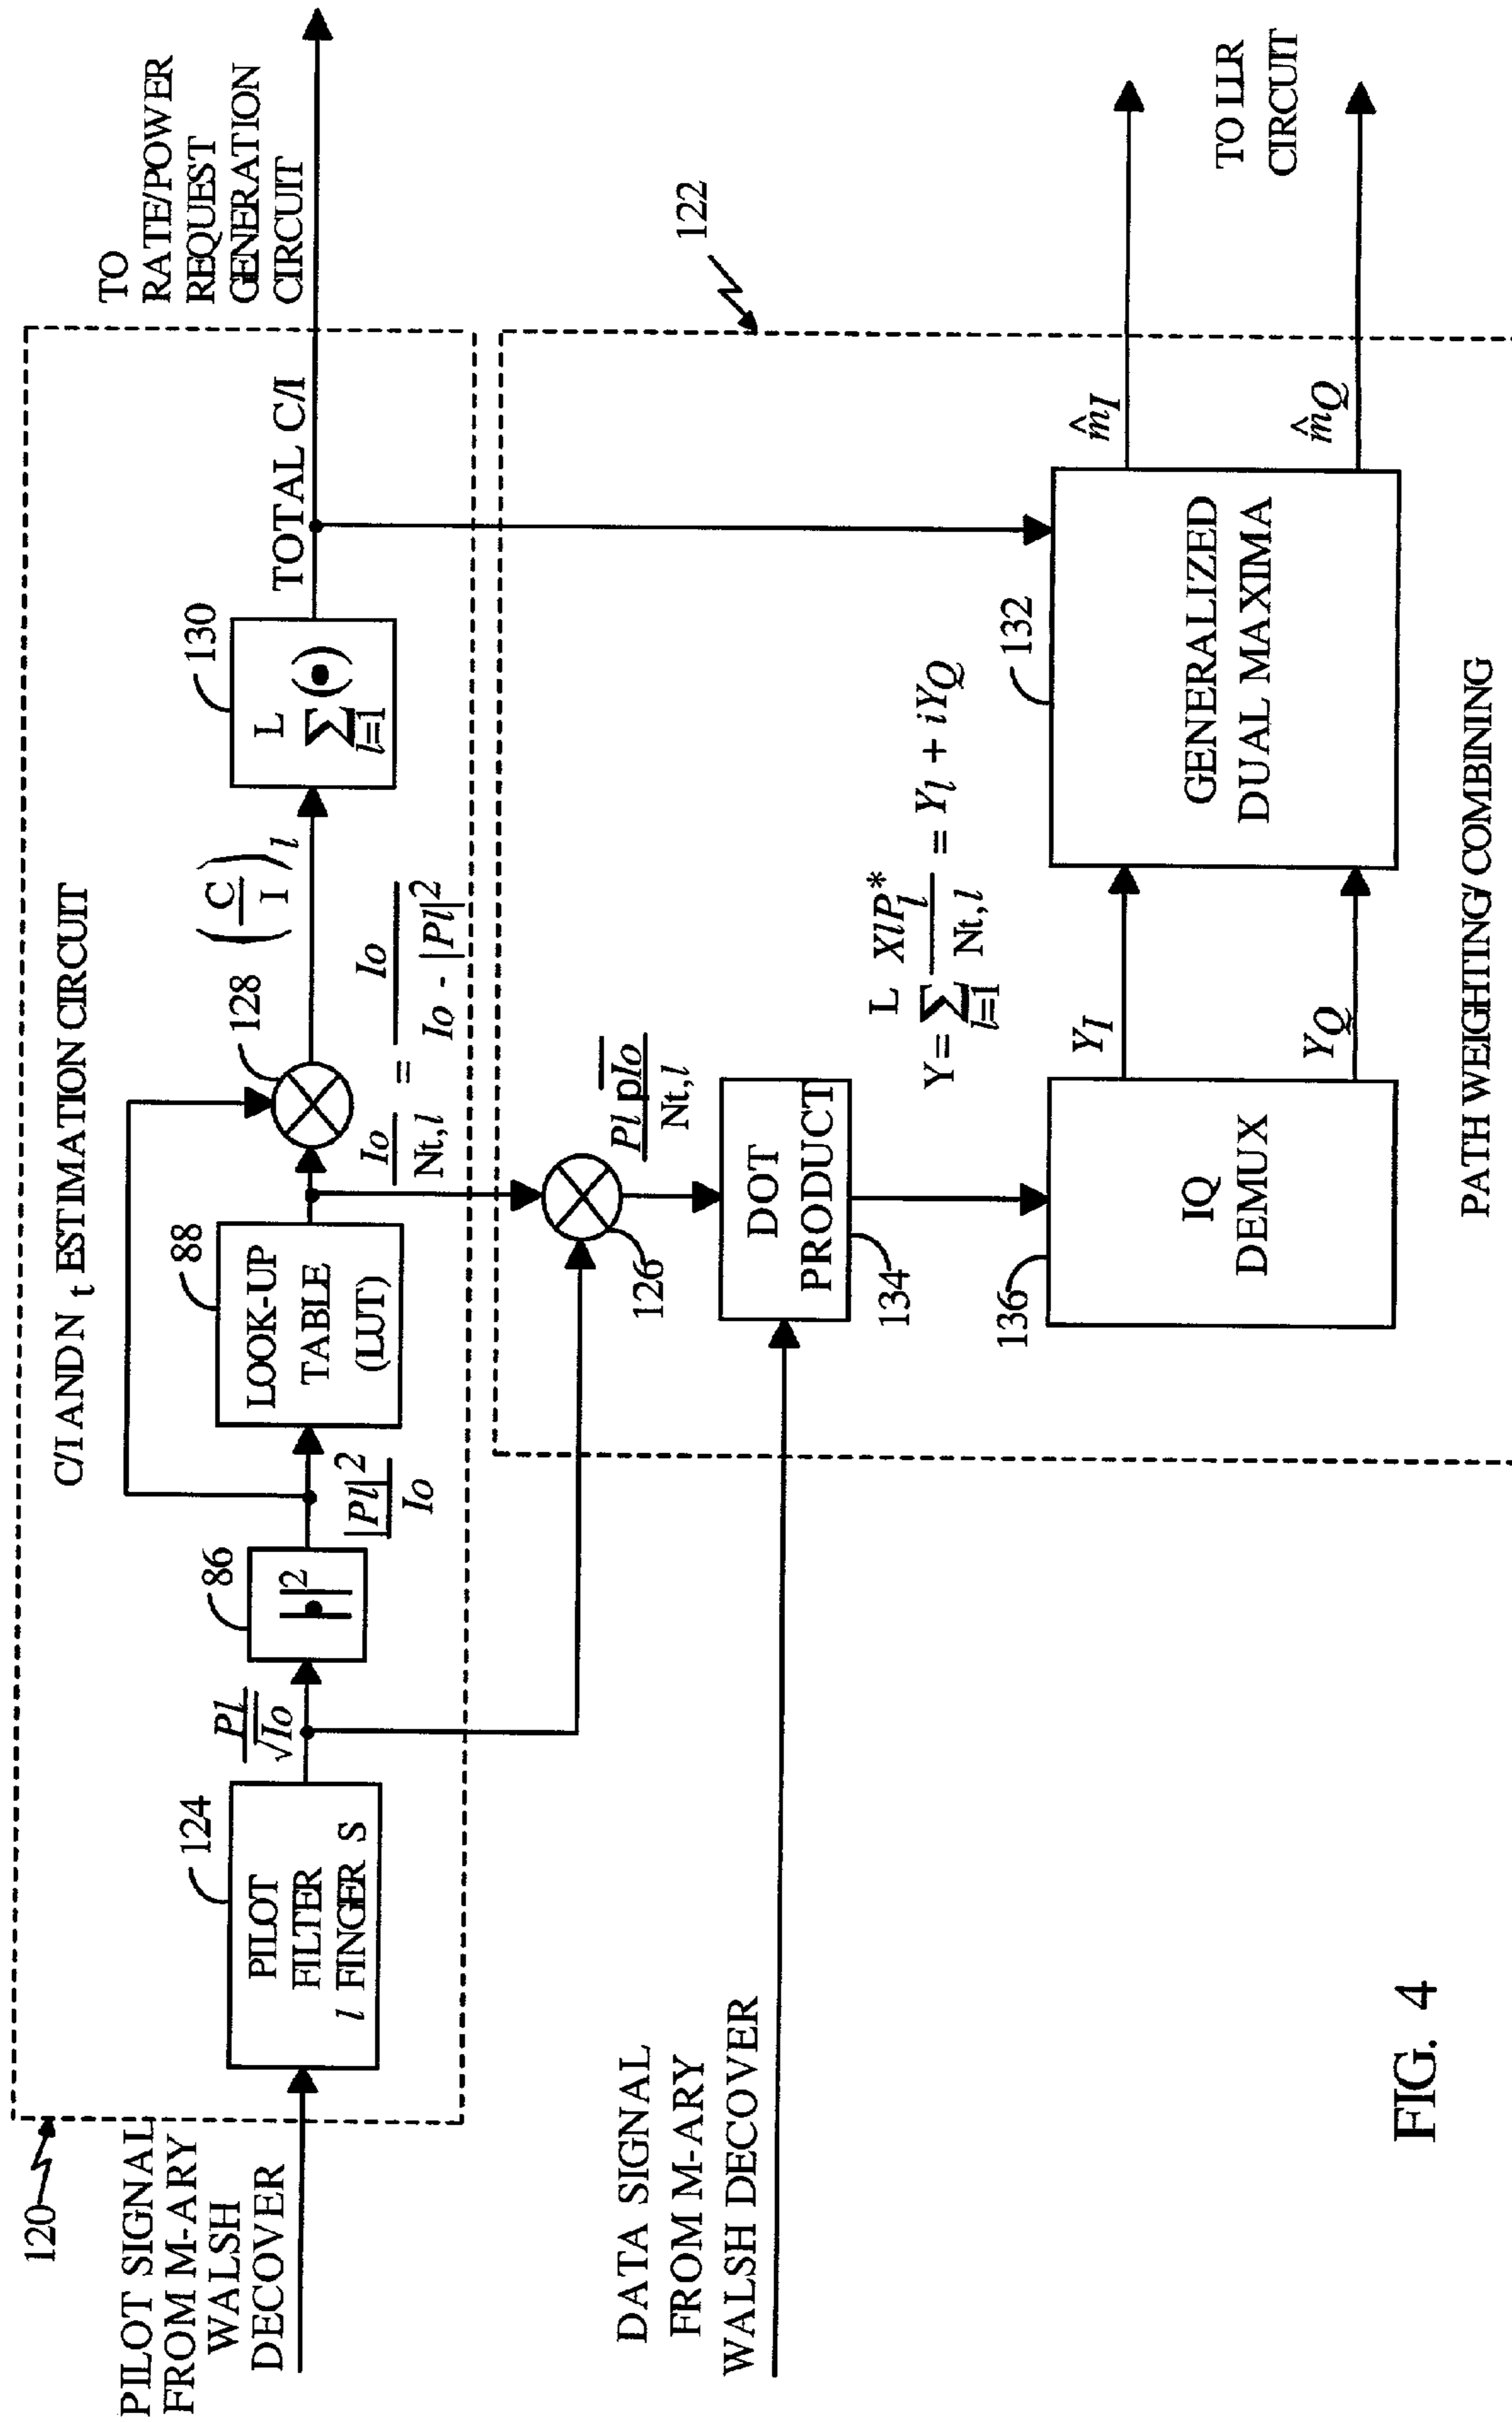 120
C/I AND N t ESTIMATION CIRCUIT
PILOT SIGNAL
FROM M-ARY
WALSH
DECOVER
124
PILOT
FILTER
l FINGER S
Pl
√Io
86
|•|2
|Pl|2
Io
88
LOOK-UP
TABLE
(LUT)
128
(C/I)l
Io/Nt,l = Io/Io - |Pl|2
130
L
Σ(•)
l=1
TOTAL C/I
TO
RATE/POWER
REQUEST
GENERATION
CIRCUIT
122
126
Pl þIo
Nt,l
DATA SIGNAL
FROM M-ARY
WALSH DECOVER
DOT
PRODUCT
134
L
Y= Σ XlPl*/Nt,l = Yl + iYQ
l=1
136
IQ
DEMUX
YI
YQ
132
GENERALIZED
DUAL MAXIMA
m̂I
m̂Q
TO LLR
CIRCUIT
PATH WEIGHTING/ COMBINING
FIG. 4